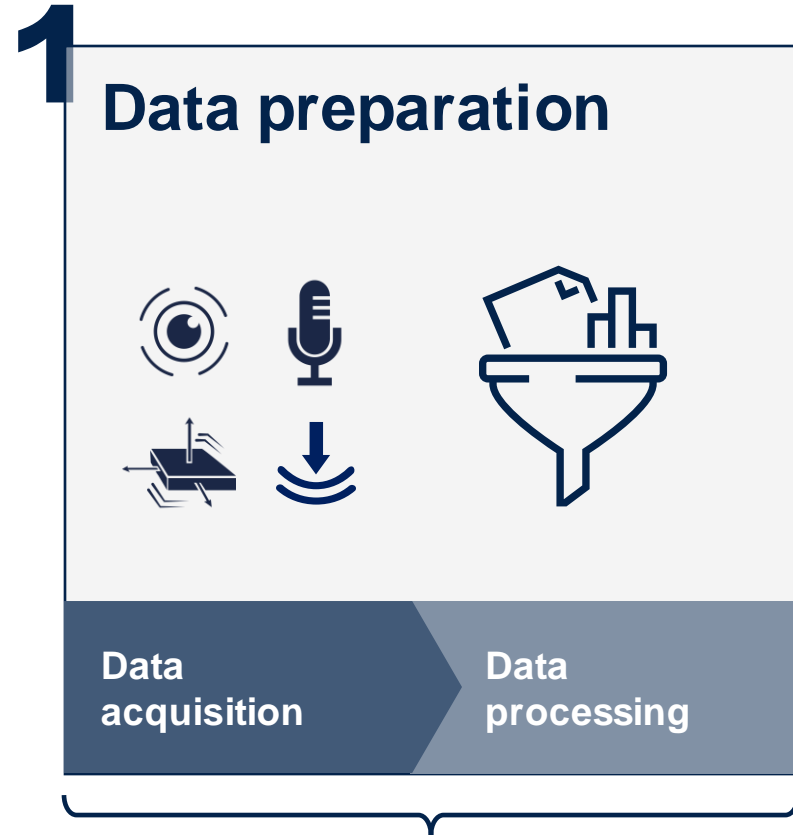 1
Data preparation
Data
acquisition
Data
processing